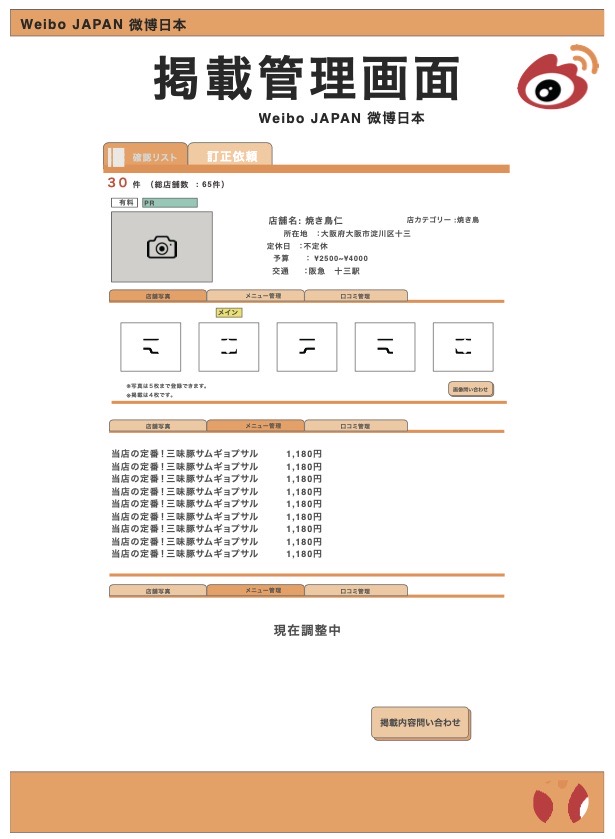 Weibo JAPAN 微博日本
掲載管理画面
Weibo JAPAN 微博日本
確認リスト 訂正依頼
30 件 （総店舗数 ：65件）
有料 PR
店舗名: 焼き鳥仁 店カテゴリー :焼き鳥
所在地 ：大阪府大阪市淀川区十三
定休日 ：不定休
予算 ：¥2500~¥4000
交通 ：阪急 十三駅
店舗写真 メニュー管理 口コミ管理
メイン
※写真は５枚まで登録できます。
※掲載は４枚です。
画像問い合わせ
店舗写真 メニュー管理 口コミ管理
当店の定番！三味豚サムギョプサル 1,180円
当店の定番！三味豚サムギョプサル 1,180円
当店の定番！三味豚サムギョプサル 1,180円
当店の定番！三味豚サムギョプサル 1,180円
当店の定番！三味豚サムギョプサル 1,180円
当店の定番！三味豚サムギョプサル 1,180円
当店の定番！三味豚サムギョプサル 1,180円
当店の定番！三味豚サムギョプサル 1,180円
当店の定番！三味豚サムギョプサル 1,180円
店舗写真 メニュー管理 口コミ管理
現在調整中
掲載内容問い合わせ